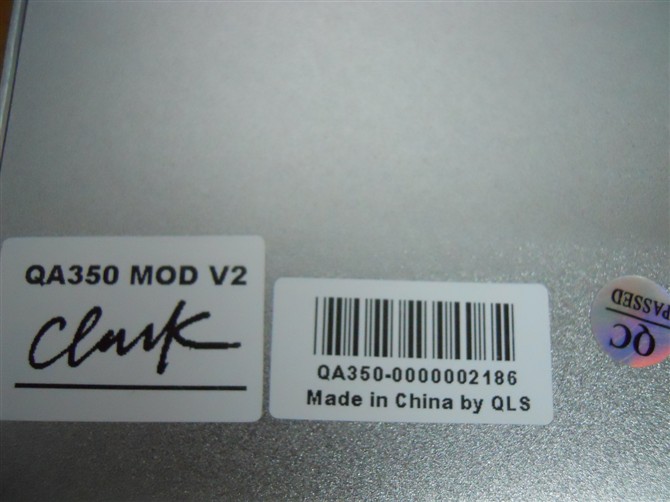 QA350 MOD V2
Clark
QA350-0000002186
Made in China by QLS
QC
PASSED